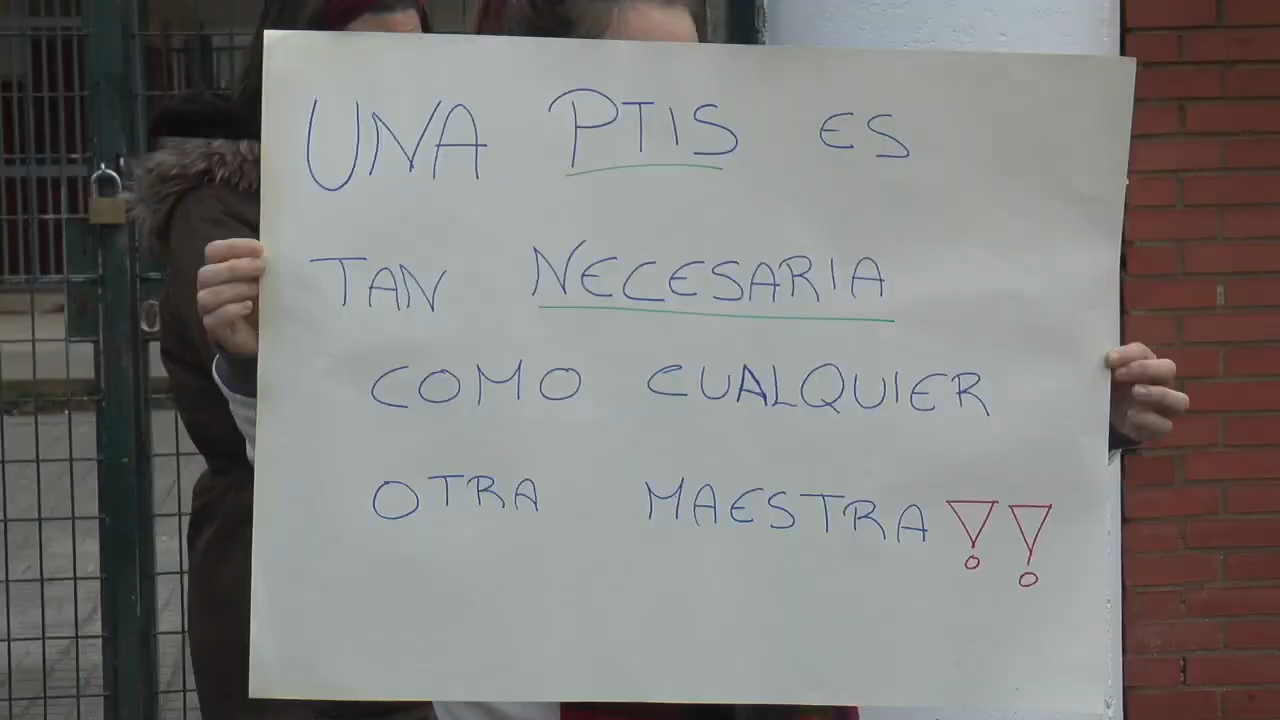 UNA PTIS ES
TAN NECESARIA
COMO CUALQUIER
OTRA MAESTRA!!